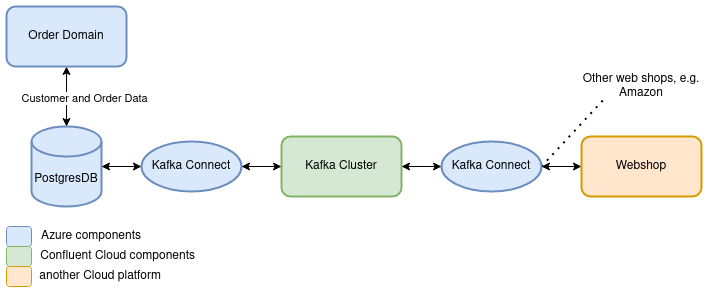 Order Domain
Customer and Order Data
Other web shops, e.g.
Amazon
PostgresDB
Kafka Connect
Kafka Cluster
Kafka Connect
Webshop
Azure components
Confluent Cloud components
another Cloud platform